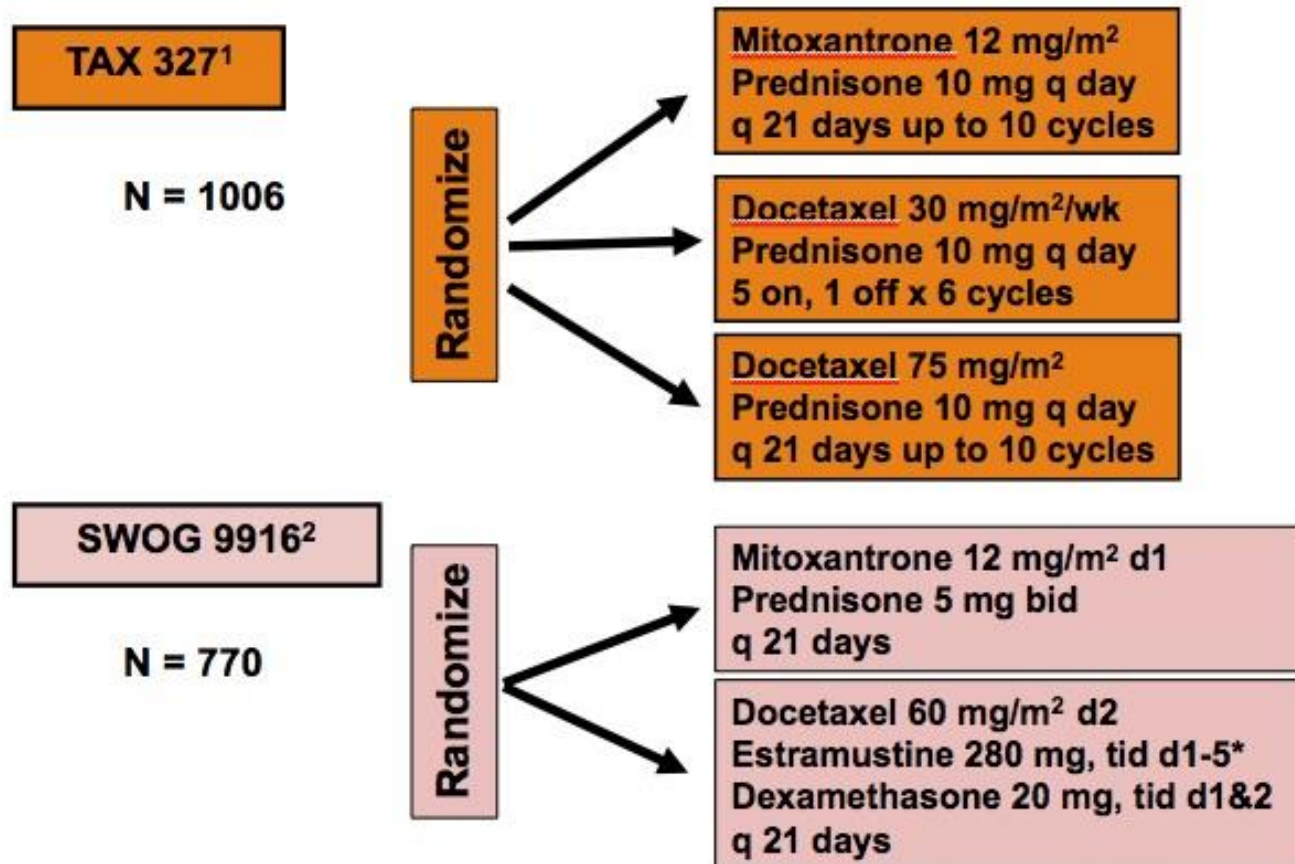 TAX 327¹
N = 1006
Randomize
Mitoxantrone 12 mg/m²
Prednisone 10 mg q day
q 21 days up to 10 cycles
Docetaxel 30 mg/m²/wk
Prednisone 10 mg q day
5 on, 1 off x 6 cycles
Docetaxel 75 mg/m²
Prednisone 10 mg q day
q 21 days up to 10 cycles
SWOG 9916²
N = 770
Randomize
Mitoxantrone 12 mg/m² d1
Prednisone 5 mg bid
q 21 days
Docetaxel 60 mg/m² d2
Estramustine 280 mg, tid d1-5*
Dexamethasone 20 mg, tid d1&2
q 21 days